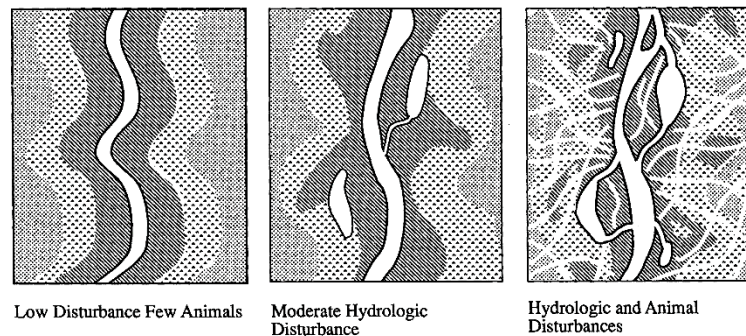 Low Disturbance Few Animals
Moderate Hydrologic
Disturbance
Hydrologic and Animal
Disturbances